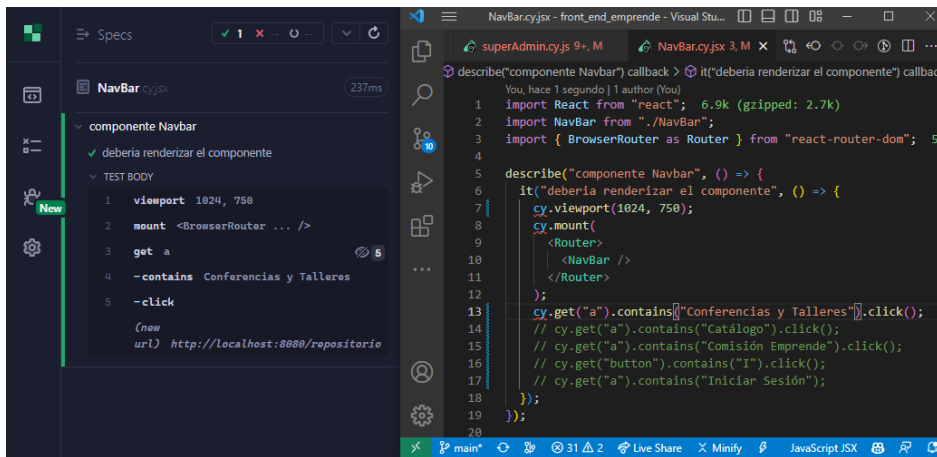 Specs
1
--
--
NavBar.cy.jsx
237ms
componente Navbar
deberia renderizar el componente
TEST BODY
1 viewport 1024, 750
2 mount <BrowserRouter ... />
3 get a 5
4 -contains Conferencias y Talleres
5 -click
(new
url) http://localhost:8080/repositorio
New
NavBar.cy.jsx - front_end_emprende - Visual Stu...
superAdmin.cy.js 9+, M
NavBar.cy.jsx 3, M
describe("componente Navbar") callback > it("deberia renderizar el componente") callbac
You, hace 1 segundo | 1 author (You)
1 import React from "react"; 6.9k (gzipped: 2.7k)
2 import NavBar from "./NavBar";
3 import { BrowserRouter as Router } from "react-router-dom"; 5
4
5 describe("componente Navbar", () => {
6 it("deberia renderizar el componente", () => {
7 cy.viewport(1024, 750);
8 cy.mount(
9 <Router>
10 <NavBar />
11 </Router>
12 );
13 cy.get("a").contains("Conferencias y Talleres").click();
14 // cy.get("a").contains("Catálogo").click();
15 // cy.get("a").contains("Comisión Emprende").click();
16 // cy.get("button").contains("I").click();
17 // cy.get("a").contains("Iniciar Sesión");
18 });
19 });
20
10
main* 31 2 Live Share Minify JavaScript JSX